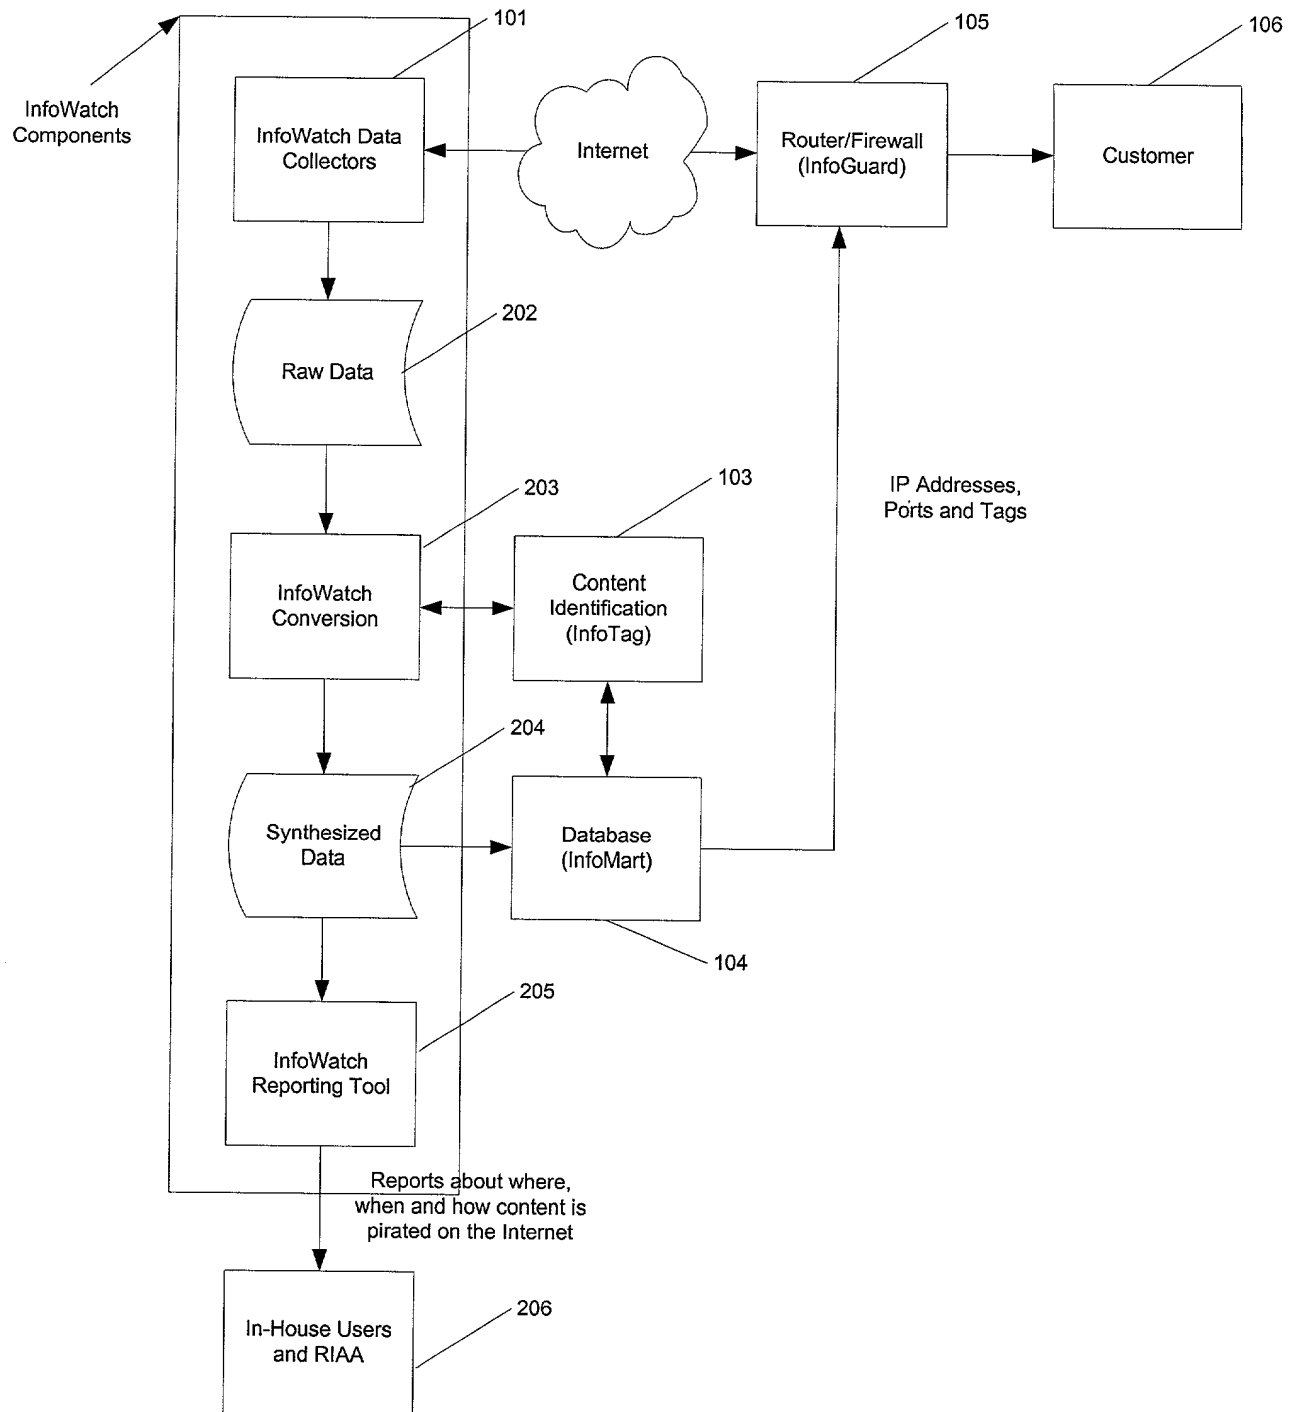 101
105
106
InfoWatch
Components
InfoWatch Data
Collectors
Internet
Router/Firewall
(InfoGuard)
Customer
202
Raw Data
203
103
IP Addresses,
Ports and Tags
InfoWatch
Conversion
Content
Identification
(InfoTag)
204
Synthesized
Data
Database
(InfoMart)
104
205
InfoWatch
Reporting Tool
Reports about where,
when and how content is
pirated on the Internet
206
In-House Users
and RIAA